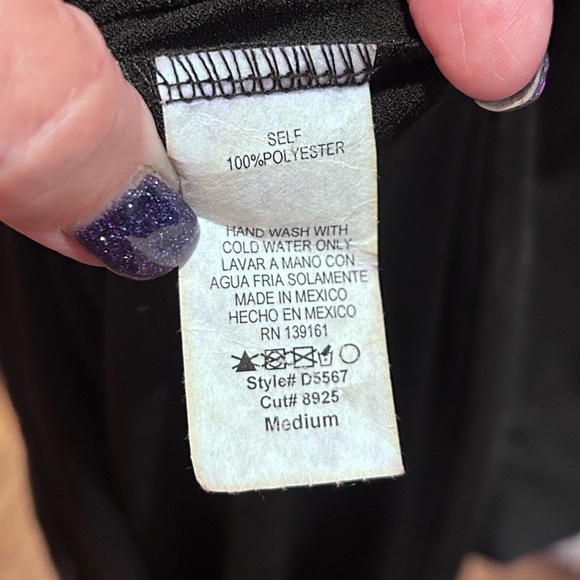 SELF
100%POLYESTER
HAND WASH WITH
COLD WATER ONLY
LAVAR A MANO CON
AGUA FRIA SOLAMENTE
MADE IN MEXICO
HECHO EN MEXICO
RN 139161
Style# D5567
Cut# 8925
Medium